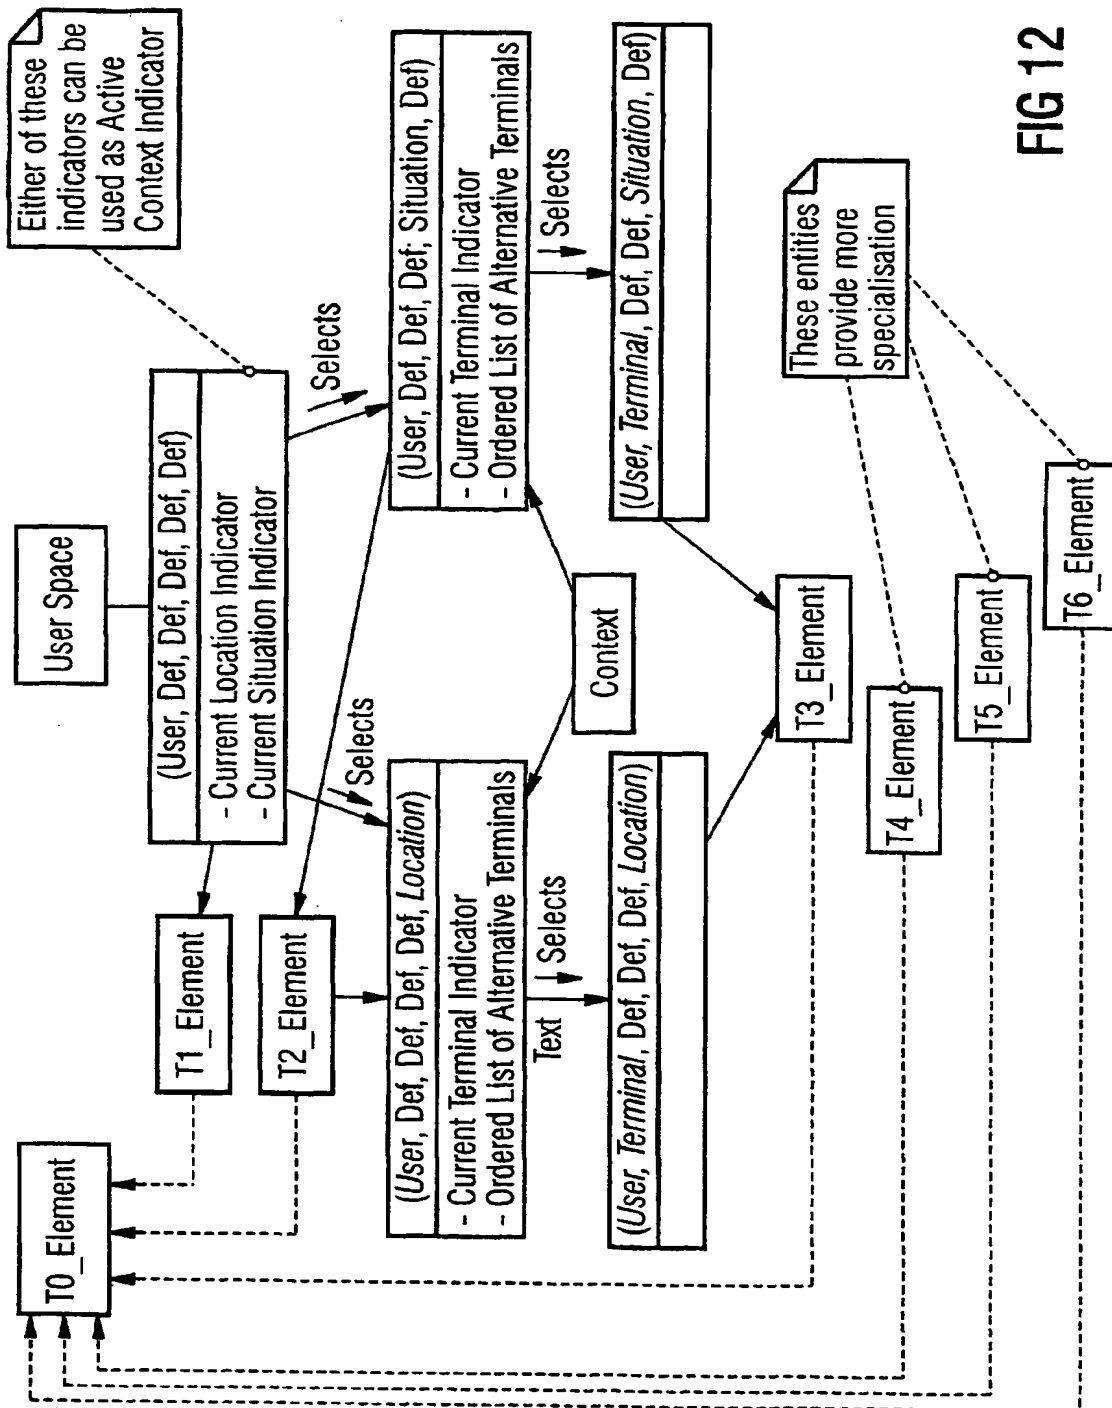 FIG 12
Either of these
indicators can be
used as Active
Context Indicator
User Space
(User, Def, Def, Def, Def, Def)
- Current Location Indicator
- Current Situation Indicator
T0_Element
T1_Element
T2_Element
Selects
Selects
(User, Def, Def, Def, Def, Location)
- Current Terminal Indicator
- Ordered List of Alternative Terminals
(User, Def, Def, Def; Situation, Def)
- Current Terminal Indicator
- Ordered List of Alternative Terminals
Text
Selects
Context
Selects
(User, Terminal, Def, Def, Def, Location)
(User, Terminal, Def, Def, Situation, Def)
T3_Element
These entities
provide more
specialisation
T4_Element
T5_Element
T6_Element